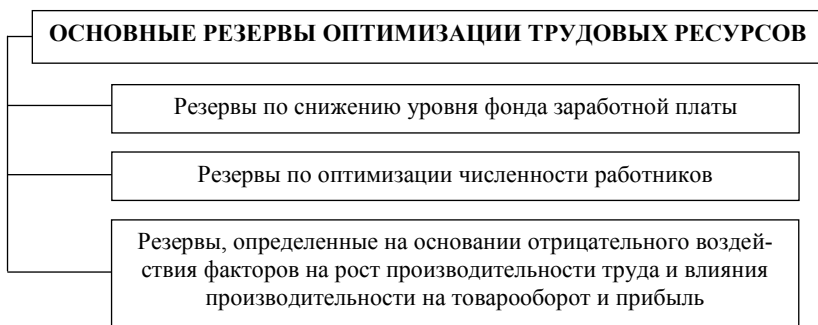 ОСНОВНЫЕ РЕЗЕРВЫ ОПТИМИЗАЦИИ ТРУДОВЫХ РЕСУРСОВ
Резервы по снижению уровня фонда заработной платы
Резервы по оптимизации численности работников
Резервы, определенные на основании отрицательного воздей-
ствия факторов на рост производительности труда и влияния
производительности на товарооборот и прибыль